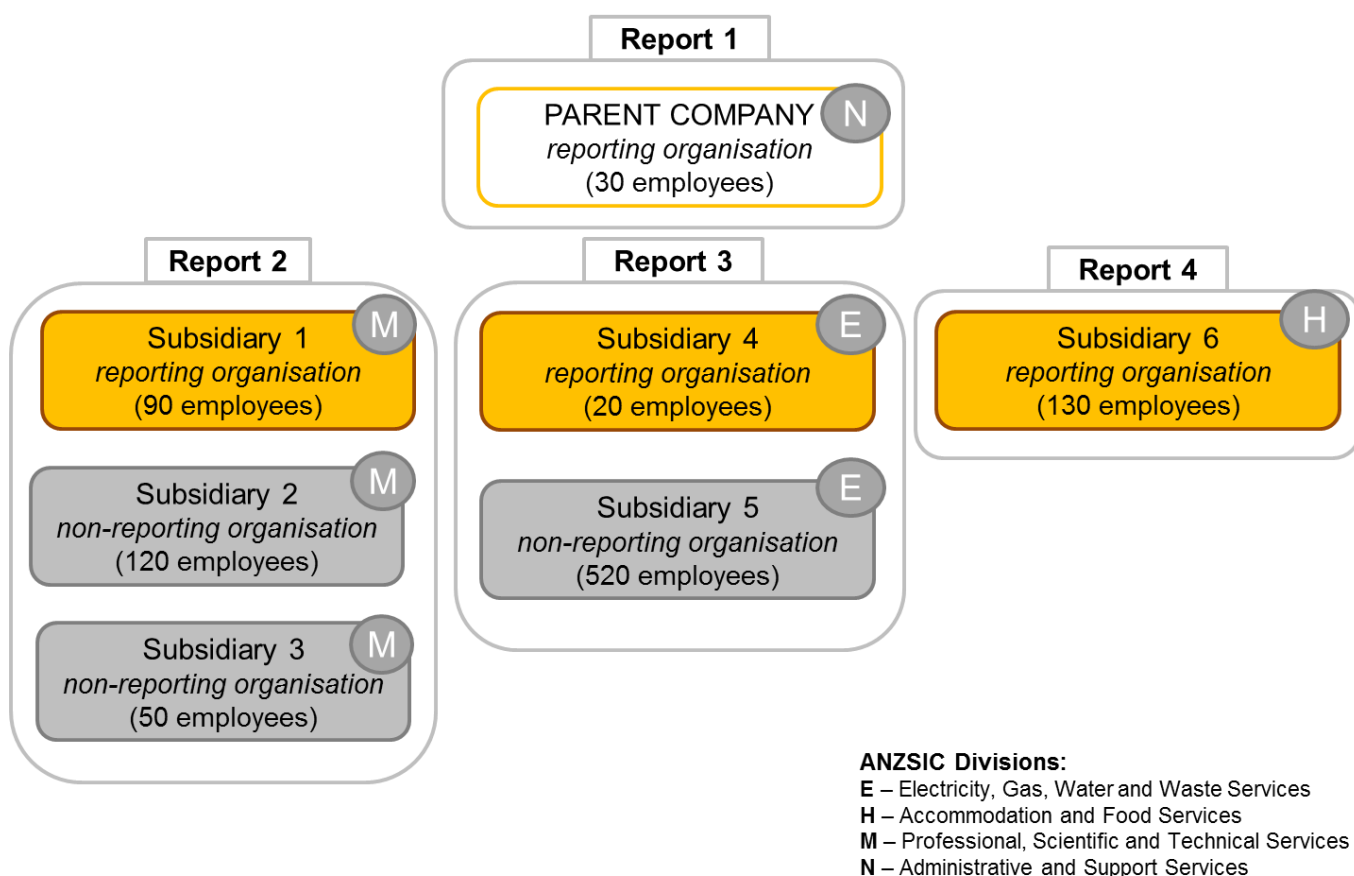 Report 1
PARENT COMPANY
N
reporting organisation
(30 employees)
Report 2
Subsidiary 1
M
reporting organisation
(90 employees)
Subsidiary 2
M
non-reporting organisation
(120 employees)
Subsidiary 3
M
non-reporting organisation
(50 employees)
Report 3
Subsidiary 4
E
reporting organisation
(20 employees)
Subsidiary 5
E
non-reporting organisation
(520 employees)
Report 4
Subsidiary 6
H
reporting organisation
(130 employees)
ANZSIC Divisions:
E – Electricity, Gas, Water and Waste Services
H – Accommodation and Food Services
M – Professional, Scientific and Technical Services
N – Administrative and Support Services